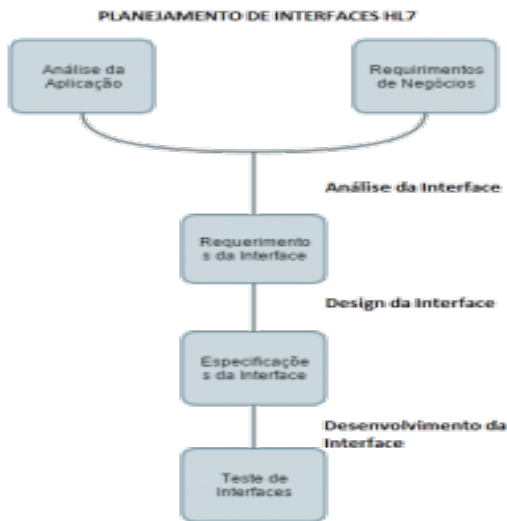 PLANEJAMENTO DE INTERFACES HL7
Análise da
Aplicação
Requirimentos
de Negócios
Análise da Interface
Requerimento
s da Interface
Design da Interface
Especificaçõe
s da Interface
Desenvolvimento da
Interface
Teste de
Interfaces